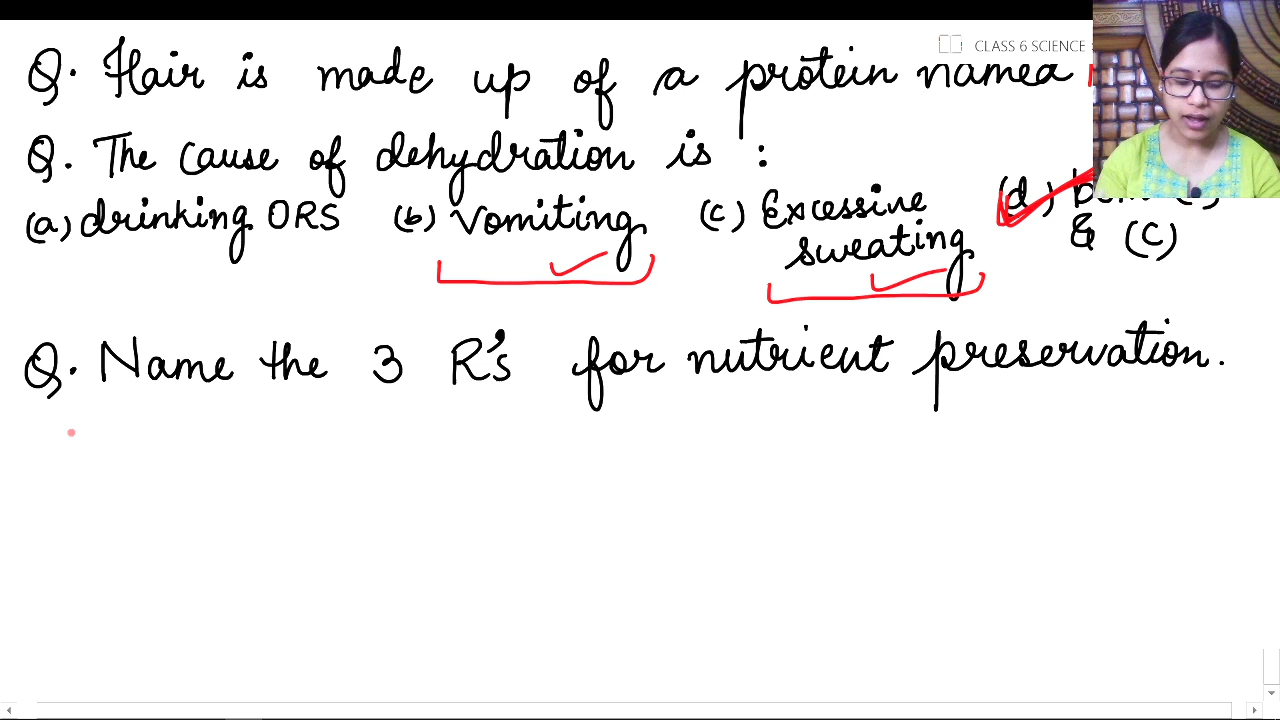 CLASS 6 SCIENCE
Q. Hair is made up of a protein named
Q. The cause of dehydration is :
(a) drinking ORS (b) Vomiting (c) Excessive sweating (d)
& (C)
Q. Name the 3 R's for nutrient preservation.